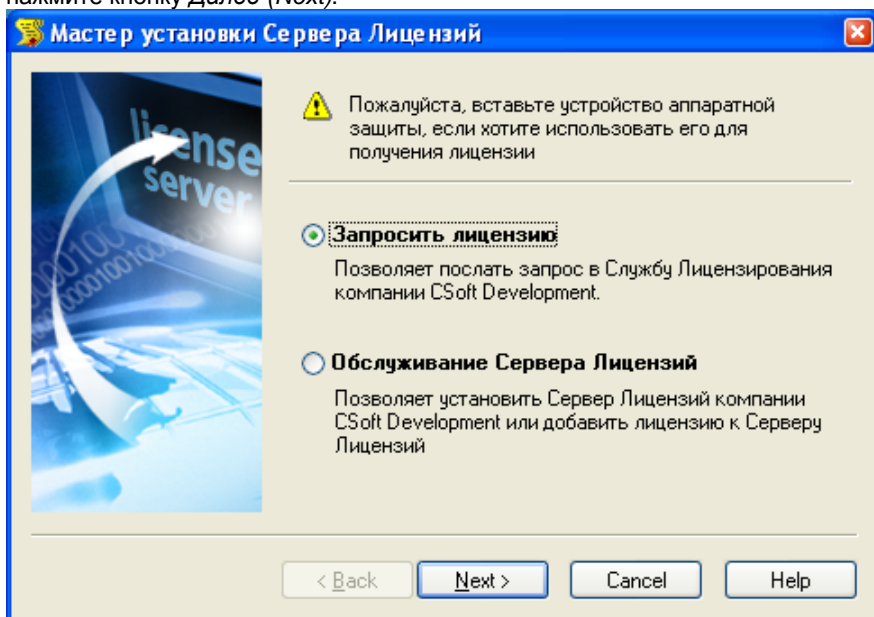 нажмите кнопку Далее (Next).
Мастер установки Сервера Лицензий
license
server
Пожалуйста, вставьте устройство аппаратной
защиты, если хотите использовать его для
получения лицензии
Запросить лицензию
Позволяет послать запрос в Службу Лицензирования
компании CSoft Development.
Обслуживание Сервера Лицензий
Позволяет установить Сервер Лицензий компании
CSoft Development или добавить лицензию к Серверу
Лицензий
< Back
Next >
Cancel
Help